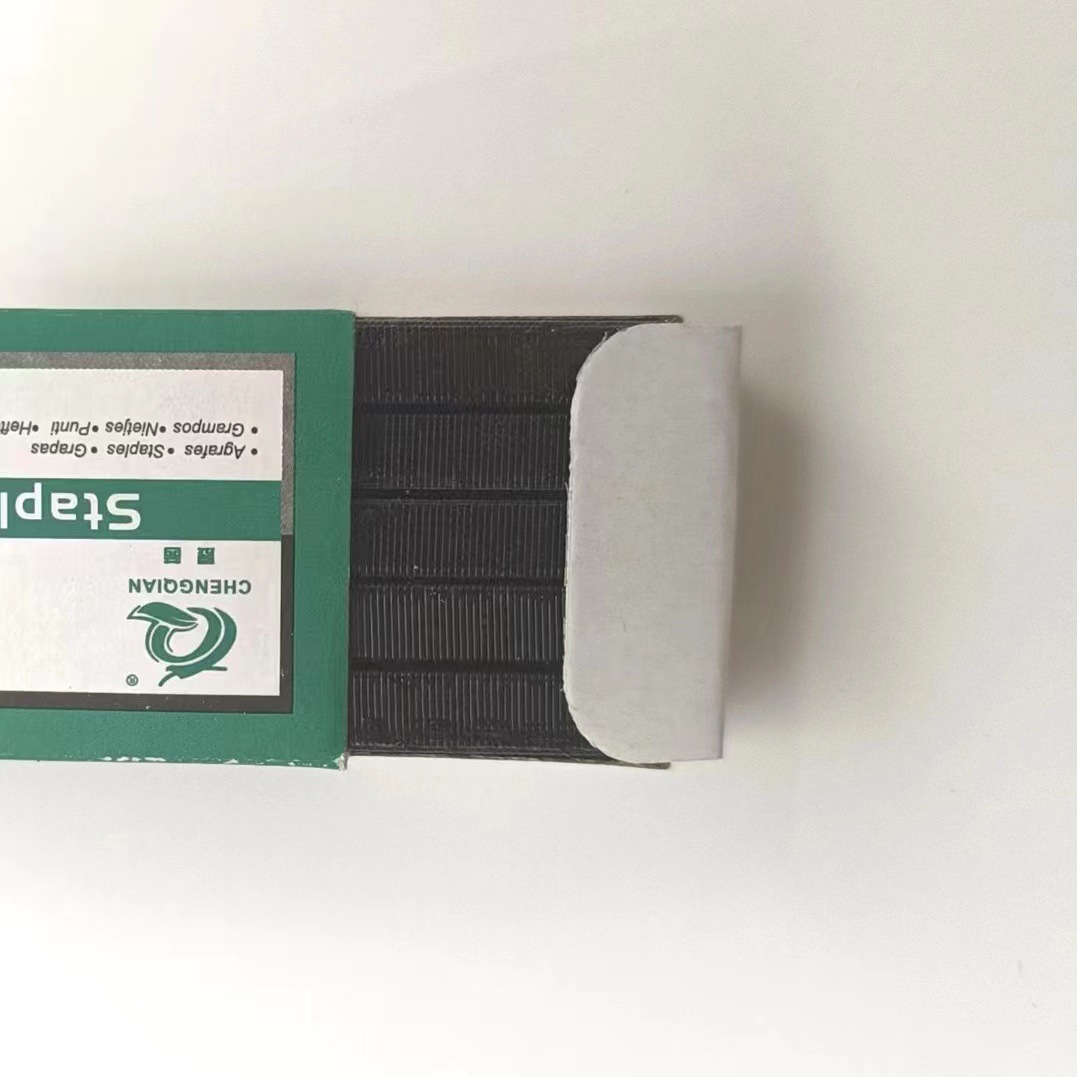 ®
CHENGQIAN
Stapl
• Agrafes • Staples • Grapas
• Grampos • Nietjes • Punti • Heft